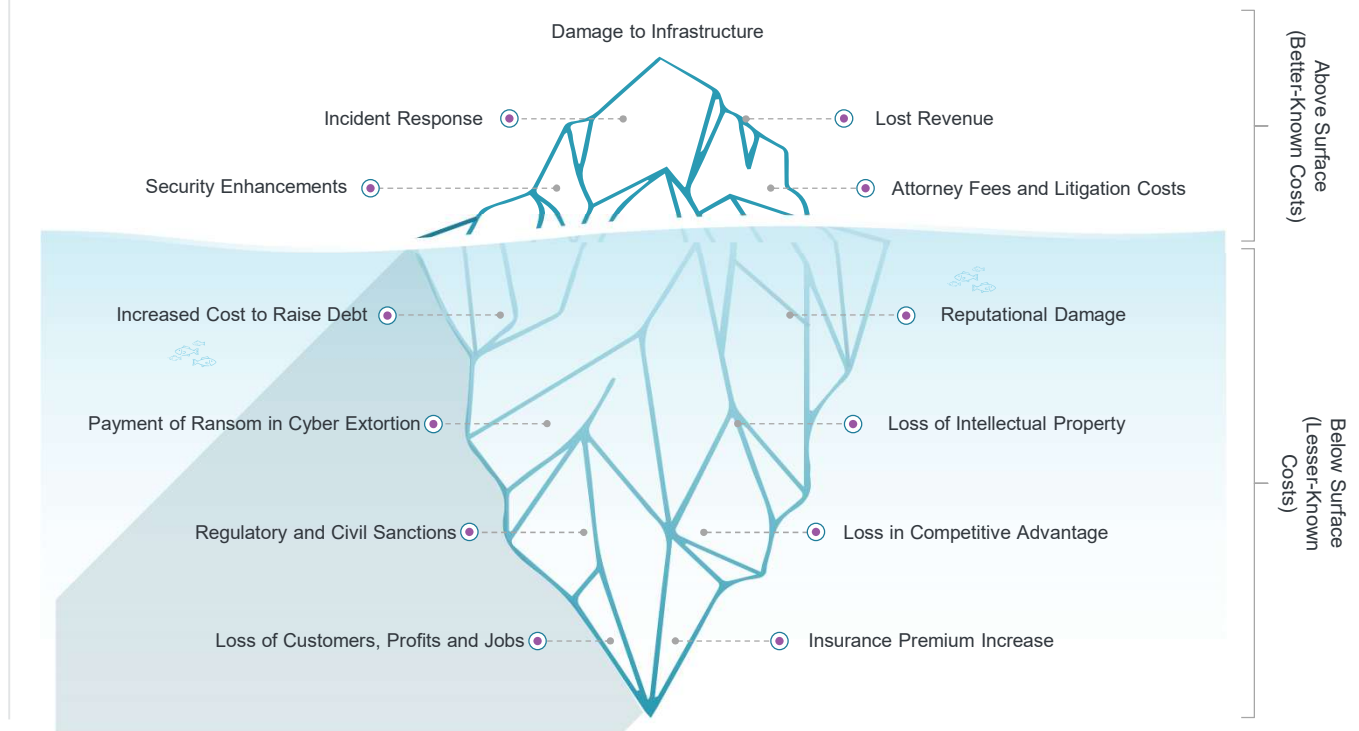 Damage to Infrastructure
Incident Response
Lost Revenue
Security Enhancements
Attorney Fees and Litigation Costs
Above Surface
(Better-Known Costs)
Increased Cost to Raise Debt
Reputational Damage
Payment of Ransom in Cyber Extortion
Loss of Intellectual Property
Regulatory and Civil Sanctions
Loss in Competitive Advantage
Loss of Customers, Profits and Jobs
Insurance Premium Increase
Below Surface
(Lesser-Known
Costs)